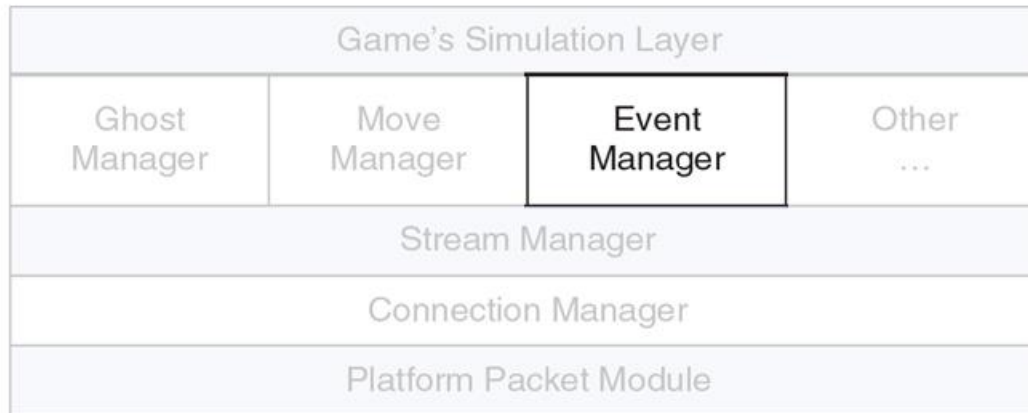 Game's Simulation Layer
Ghost
Manager
Move
Manager
Event
Manager
Other
...
Stream Manager
Connection Manager
Platform Packet Module